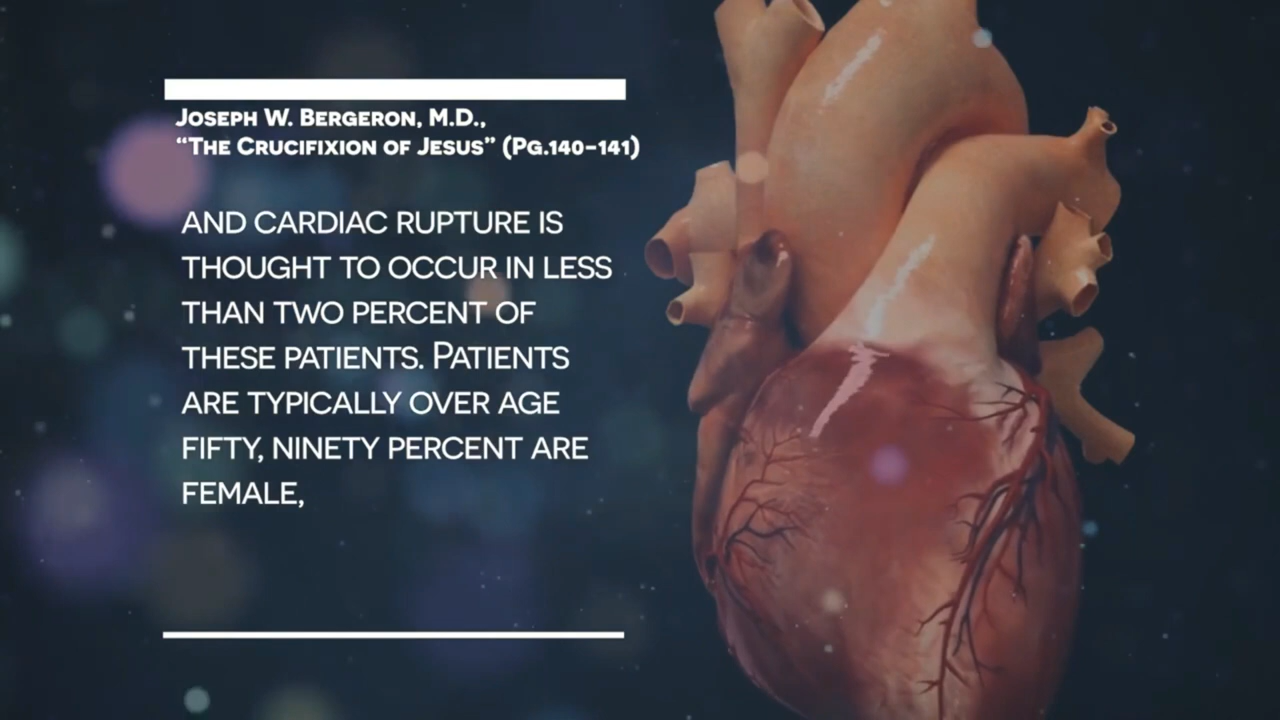 Joseph W. Bergeron, M.D.,
“The Crucifixion of Jesus” (Pg.140-141)
AND CARDIAC RUPTURE IS
THOUGHT TO OCCUR IN LESS
THAN TWO PERCENT OF
THESE PATIENTS. PATIENTS
ARE TYPICALLY OVER AGE
FIFTY, NINETY PERCENT ARE
FEMALE,